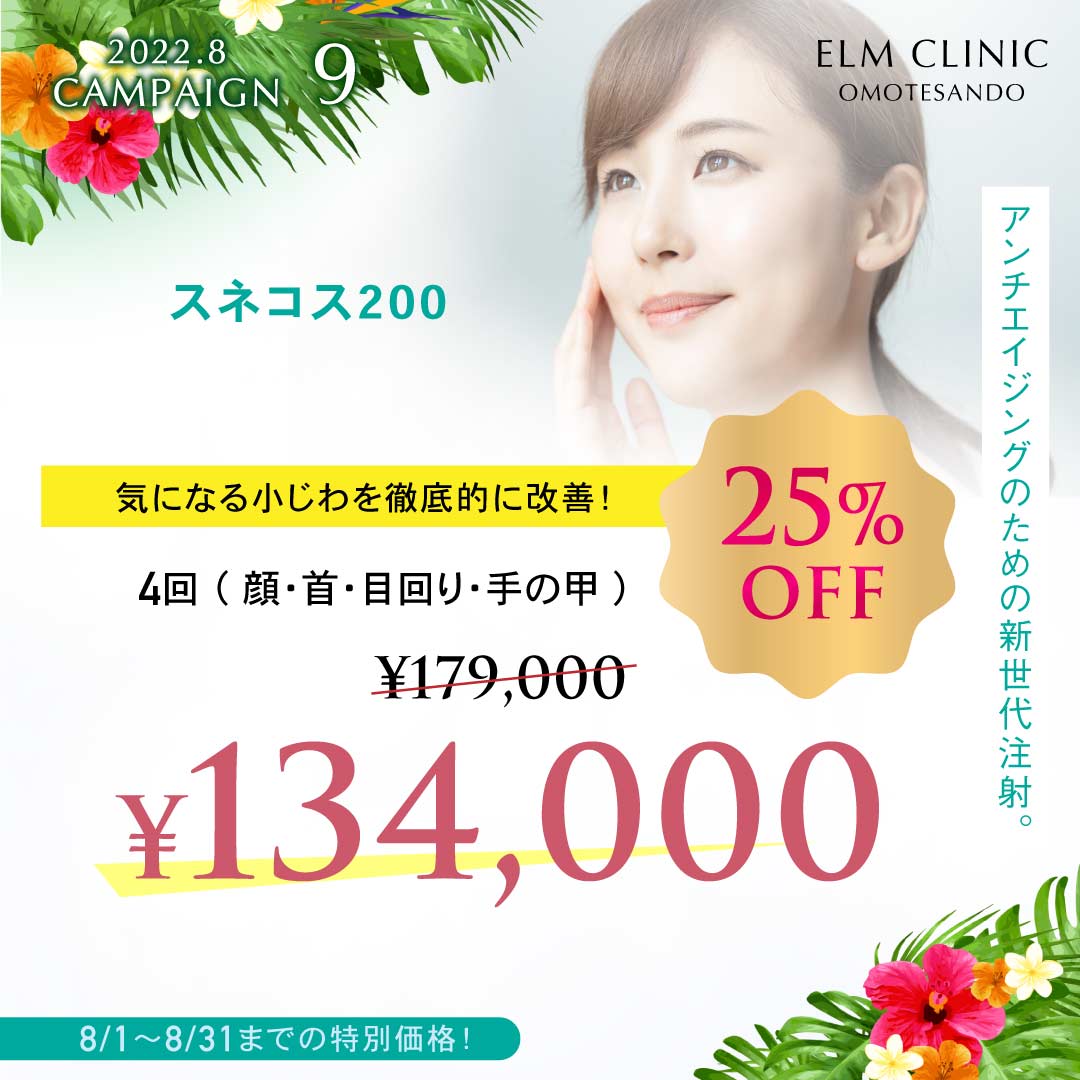 2022.8
CAMPAIGN 9
ELM CLINIC
OMOTESANDO
アンチエイジングのための新世代注射。
スネコス200
気になる小じわを徹底的に改善!
25%
OFF
4回（ 顔・首・目回り・手の甲 ）
¥179,000
¥134,000
8/1〜8/31までの特別価格!